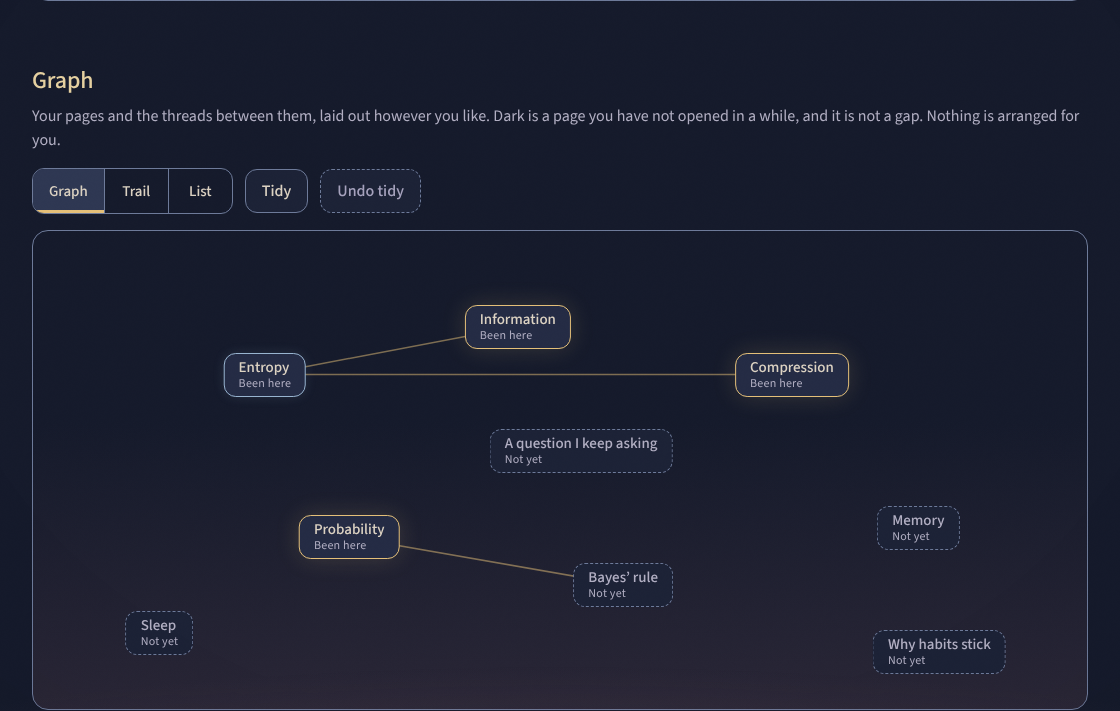 Graph
Your pages and the threads between them, laid out however you like. Dark is a page you have not opened in a while, and it is not a gap. Nothing is arranged for
you.
Graph
Trail
List
Tidy
Undo tidy
Information
Been here
Entropy
Been here
Compression
Been here
A question I keep asking
Not yet
Memory
Not yet
Probability
Been here
Bayes’ rule
Not yet
Sleep
Not yet
Why habits stick
Not yet